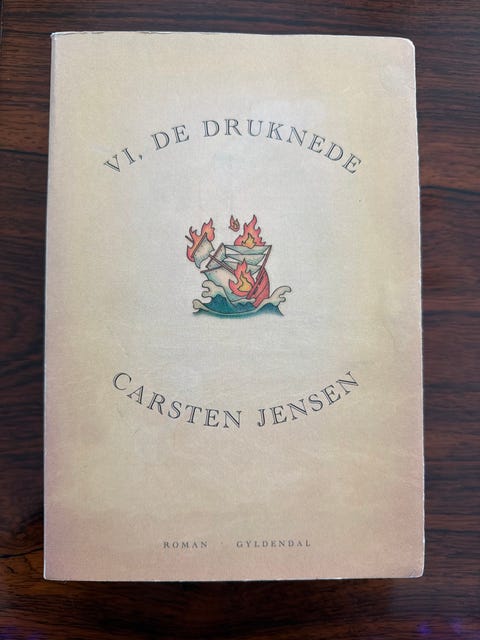 VI, DE DRUKNEDE
CARSTEN JENSEN
ROMAN · GYLDENDAL